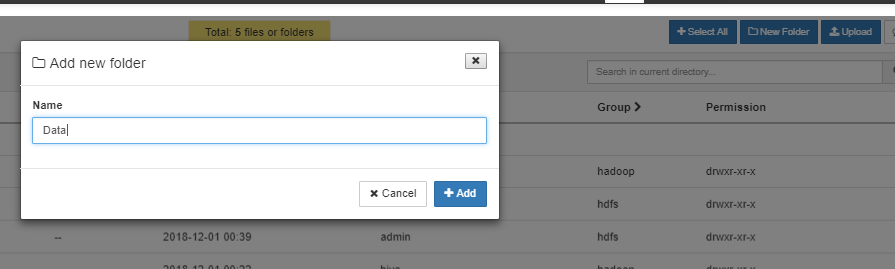 Total: 5 files or folders
Select All
New Folder
Upload
Add new folder
Search in current directory...
Name
Group
Permission
Data
hadoop
drwxr-xr-x
Cancel
Add
hdfs
drwxr-xr-x
--
2018-12-01 00:39
admin
hdfs
drwxr-xr-x